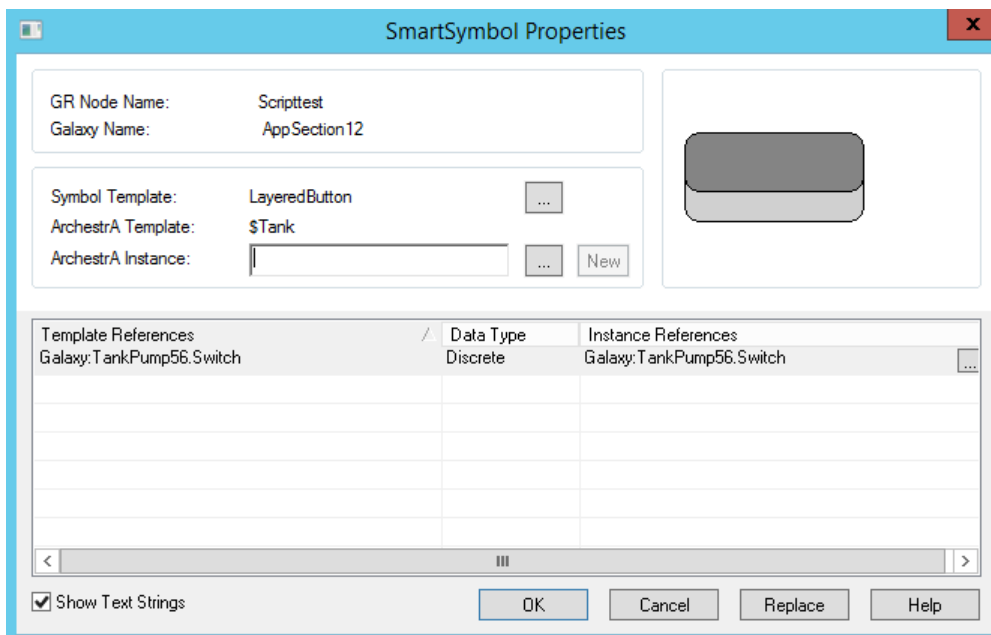 SmartSymbol Properties
x
GR Node Name: Scripttest
Galaxy Name: AppSection12
Symbol Template: LayeredButton ...
ArchestrA Template: $Tank
ArchestrA Instance: ... New
Template References Data Type Instance References
Galaxy:TankPump56.Switch Discrete Galaxy:TankPump56.Switch ...
Show Text Strings OK Cancel Replace Help